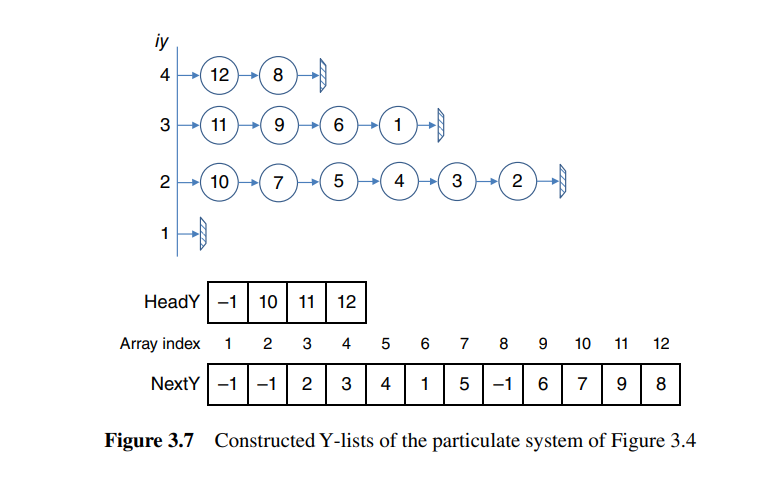 iy
4 12 8
3 11 9 6 1
2 10 7 5 4 3 2
1
HeadY –1 10 11 12
Array index 1 2 3 4 5 6 7 8 9 10 11 12
NextY –1 –1 2 3 4 1 5 –1 6 7 9 8
Figure 3.7 Constructed Y-lists of the particulate system of Figure 3.4